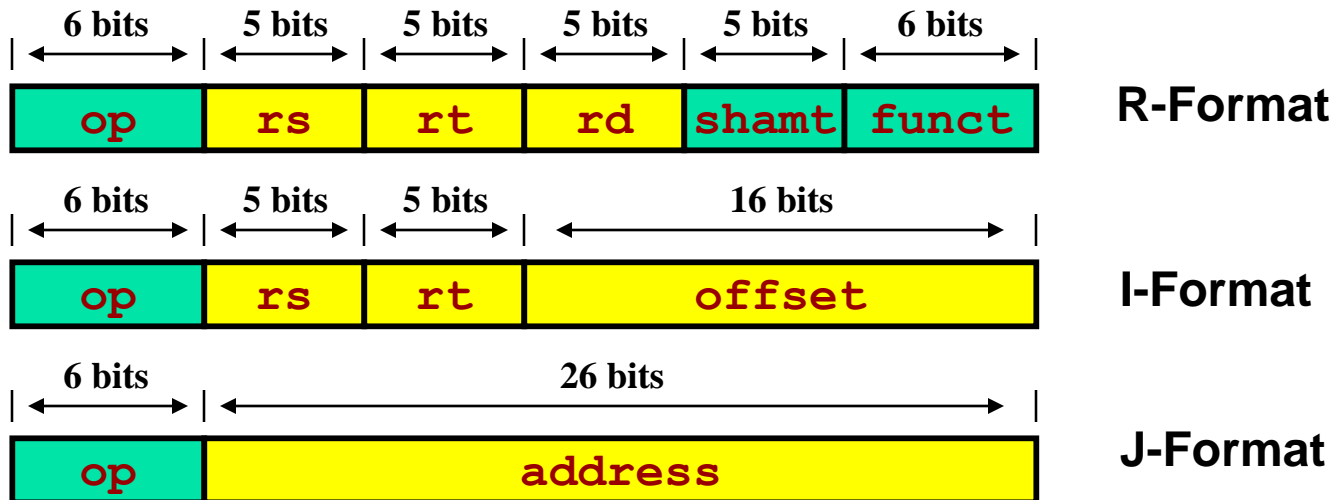 6 bits 5 bits 5 bits 5 bits 5 bits 6 bits
op rs rt rd shamt funct R-Format
6 bits 5 bits 5 bits 16 bits
op rs rt offset I-Format
6 bits 26 bits
op address J-Format